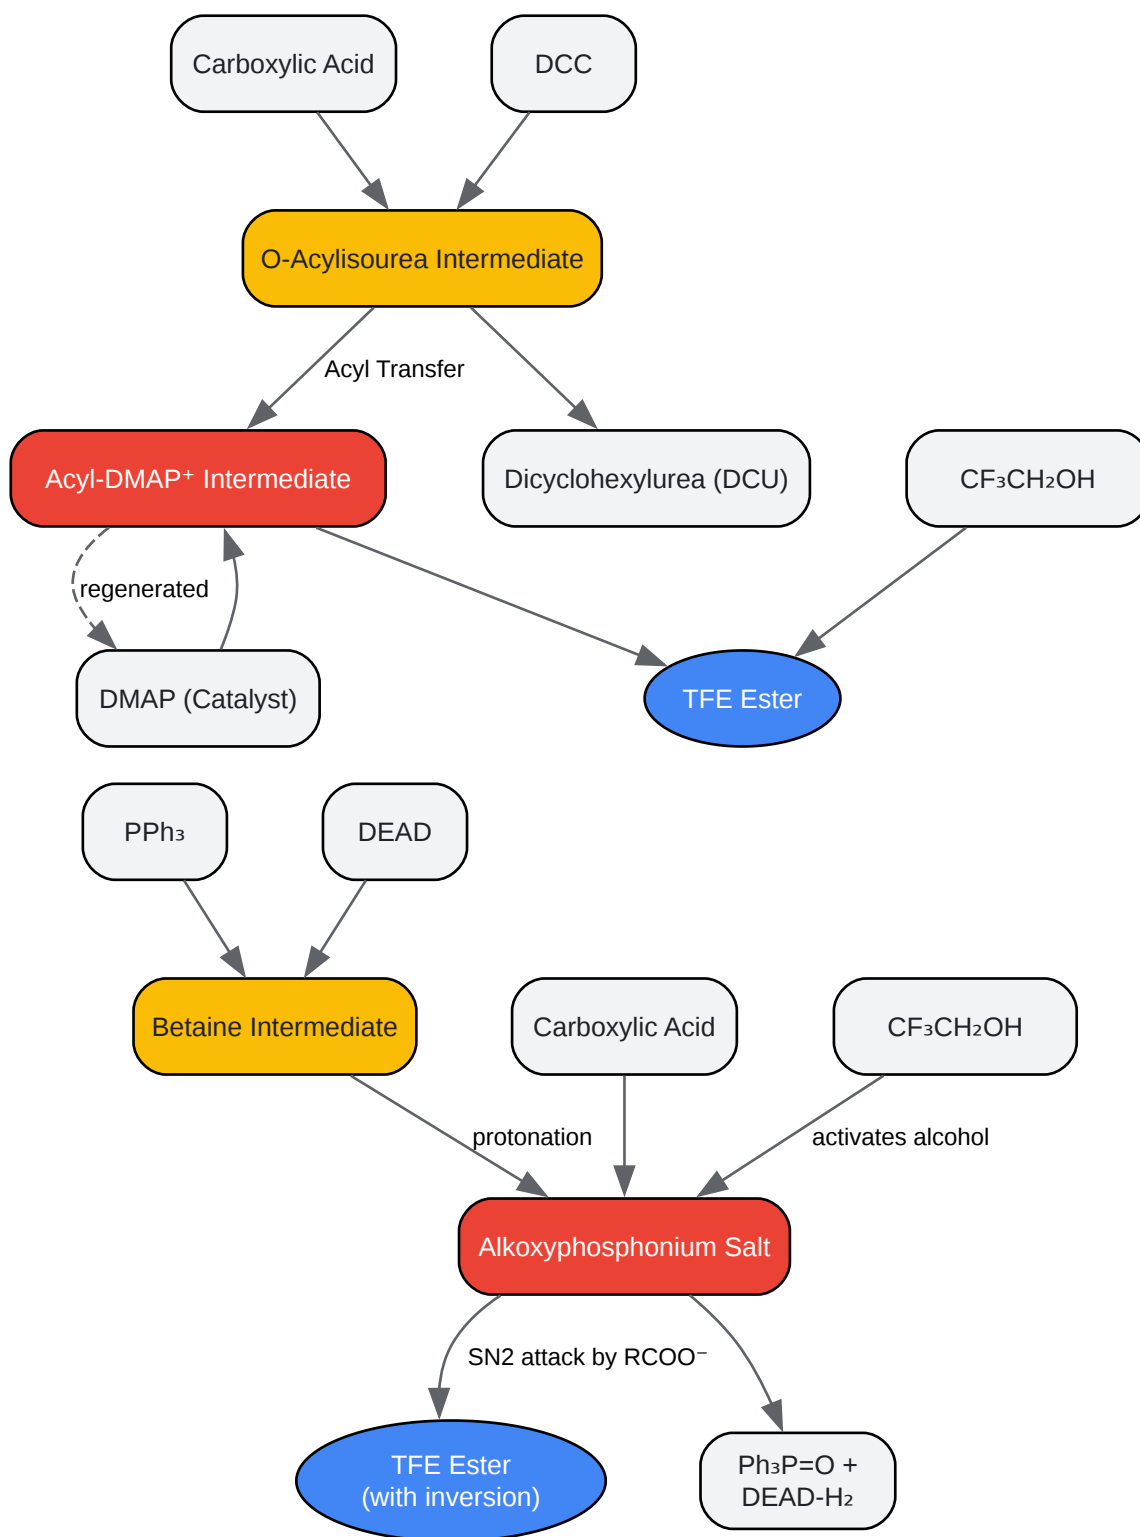 Carboxylic Acid
DCC
O-Acylisourea Intermediate
Acyl Transfer
Acyl-DMAP⁺ Intermediate
Dicyclohexylurea (DCU)
CF₃CH₂OH
regenerated
DMAP (Catalyst)
TFE Ester
PPh₃
DEAD
Betaine Intermediate
Carboxylic Acid
CF₃CH₂OH
protonation
activates alcohol
Alkoxyphosphonium Salt
SN2 attack by RCOO⁻
TFE Ester
(with inversion)
Ph₃P=O +
DEAD-H₂